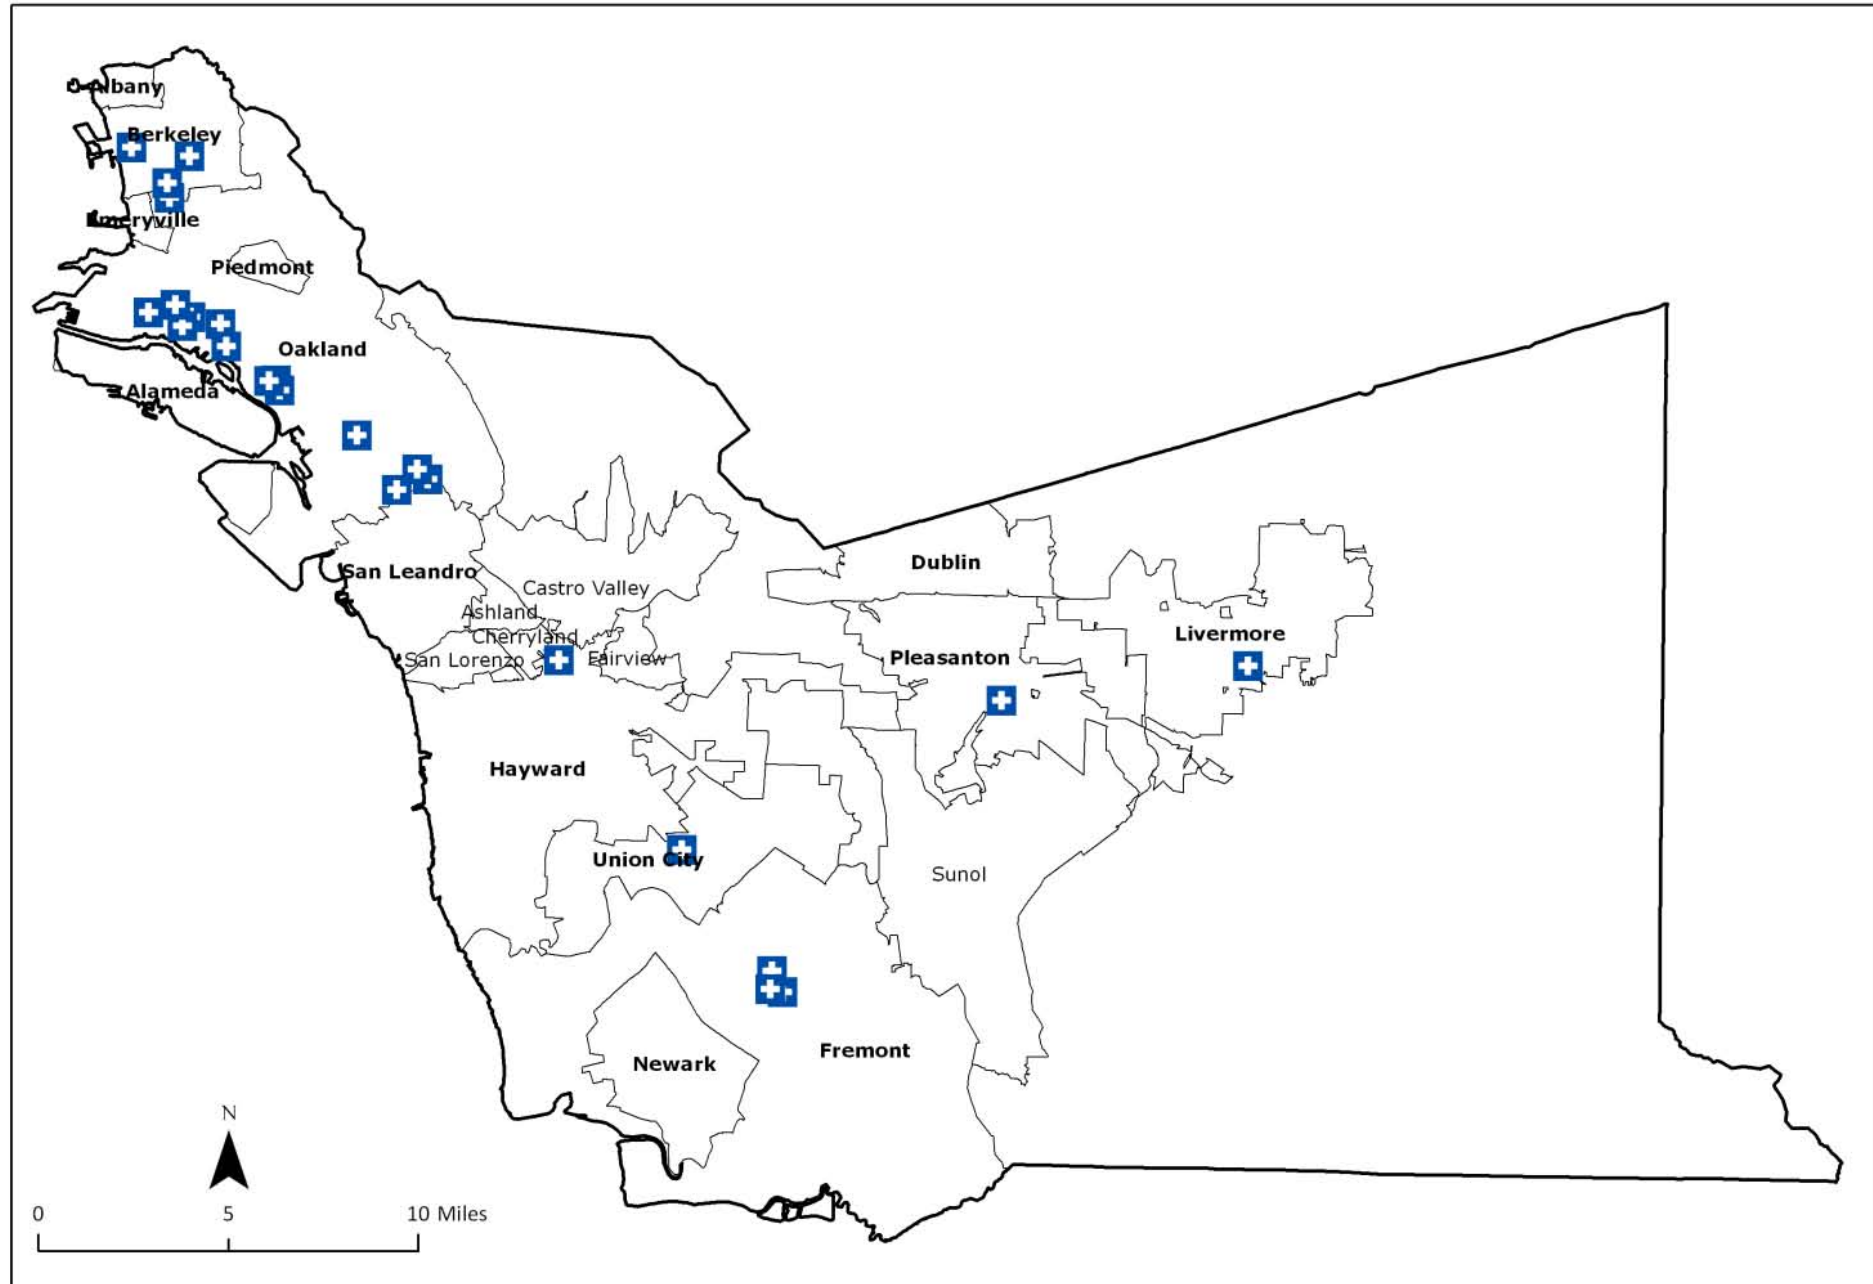 Albany
Berkeley
Emeryville
Piedmont
Oakland
Alameda
San Leandro
Castro Valley
Dublin
Ashland
Cherryland
San Lorenzo
Fairview
Pleasanton
Livermore
Hayward
Union City
Sunol
Newark
Fremont
N
0 5 10 Miles